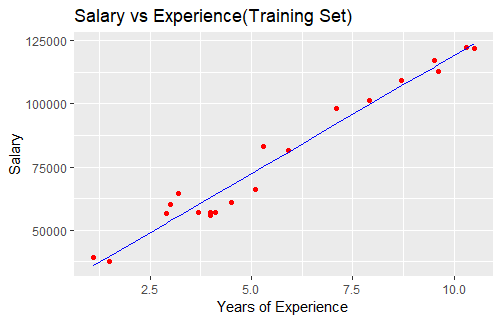 Salary vs Experience(Training Set)
125000
100000
75000
50000
Salary
2.5 5.0 7.5 10.0
Years of Experience